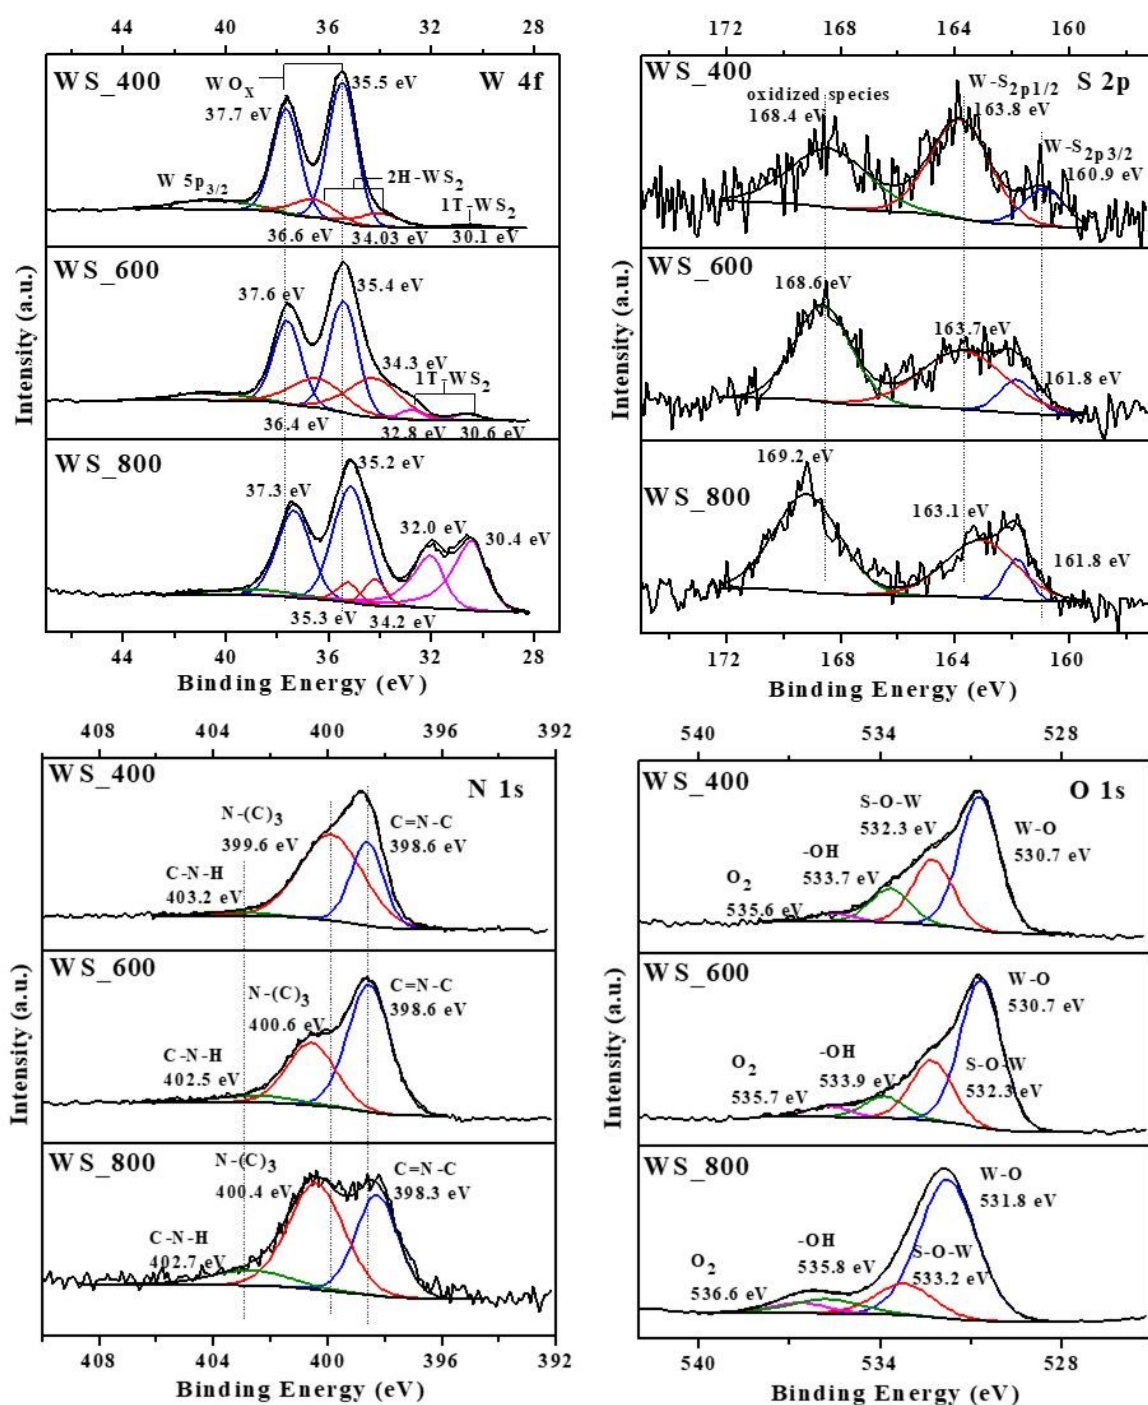 44 40 36 32 28
WS_400
W 4f
WOX
37.7 eV
35.5 eV
W 5p3/2
2H-WS2
1T-WS2
36.6 eV
34.03 eV
30.1 eV
WS_600
37.6 eV
35.4 eV
34.3 eV
1T-WS2
36.4 eV
32.8 eV
30.6 eV
WS_800
37.3 eV
35.2 eV
32.0 eV
30.4 eV
35.3 eV
34.2 eV
Intensity (a.u.)
44 40 36 32 28
Binding Energy (eV)
172 168 164 160
WS_400
S 2p
oxidized species
168.4 eV
W-S2p1/2
163.8 eV
W-S2p3/2
160.9 eV
WS_600
168.6 eV
163.7 eV
161.8 eV
WS_800
169.2 eV
163.1 eV
161.8 eV
Intensity (a.u.)
172 168 164 160
Binding Energy (eV)
408 404 400 396 392
WS_400
N 1s
N-(C)3
399.6 eV
C=N-C
398.6 eV
C-N-H
403.2 eV
WS_600
N-(C)3
400.6 eV
C=N-C
398.6 eV
C-N-H
402.5 eV
WS_800
N-(C)3
400.4 eV
C=N-C
398.3 eV
C-N-H
402.7 eV
Intensity (a.u.)
408 404 400 396 392
Binding Energy (eV)
540 534 528
WS_400
O 1s
S-O-W
532.3 eV
W-O
530.7 eV
-OH
533.7 eV
O2
535.6 eV
WS_600
W-O
530.7 eV
-OH
533.9 eV
S-O-W
532.3 eV
O2
535.7 eV
WS_800
W-O
531.8 eV
-OH
535.8 eV
S-O-W
533.2 eV
O2
536.6 eV
Intensity (a.u.)
540 534 528
Binding Energy (eV)